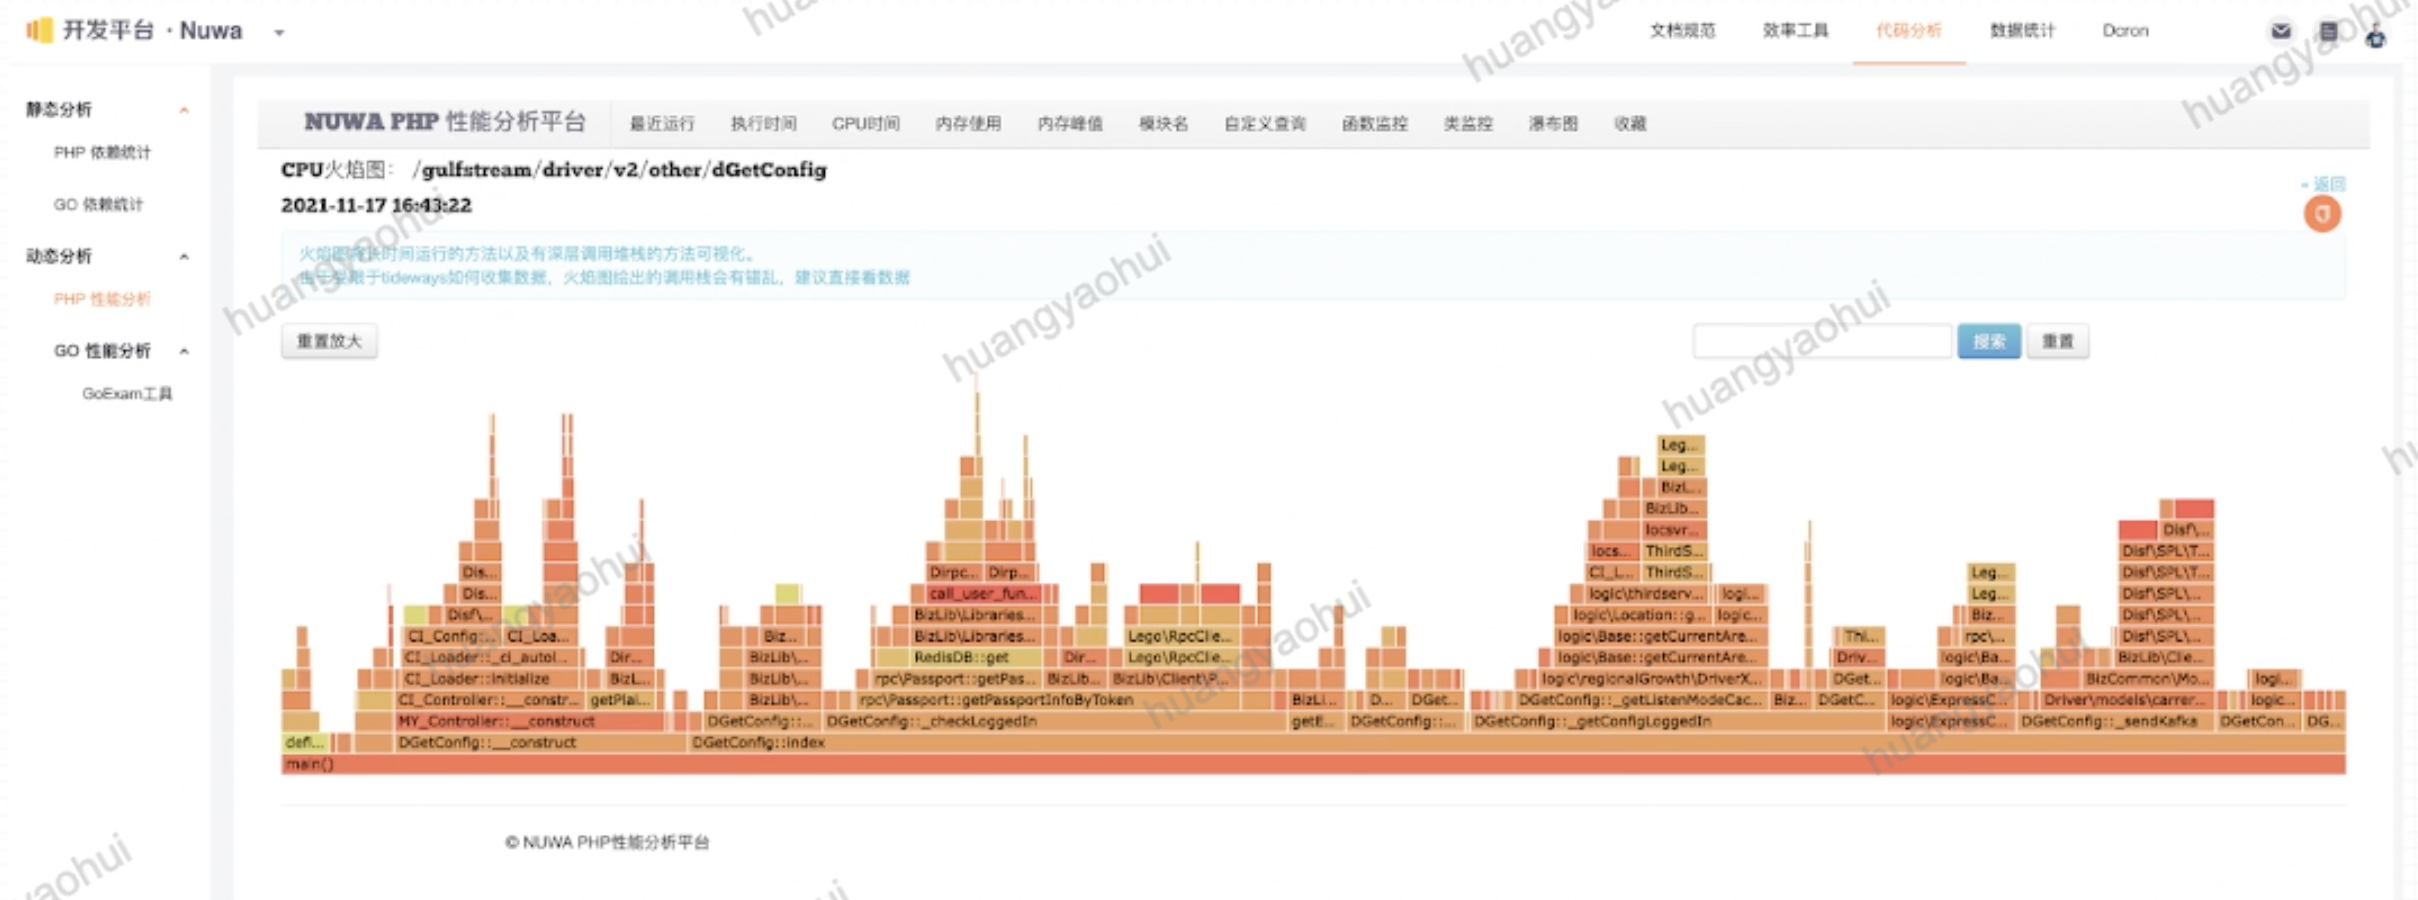 开发平台 · Nuwa
文档规范 效率工具 代码分析 数据统计 Doron
静态分析
PHP 依赖统计
GO 依赖统计
动态分析
PHP 性能分析
GO 性能分析
GoExam工具
NUWA PHP 性能分析平台 最近运行 执行时间 CPU时间 内存使用 内存峰值 模块名 自定义查询 函数监控 类监控 瀑布图 收藏
CPU火焰图： /gulfstream/driver/v2/other/dGetConfig
2021-11-17 16:43:22
« 返回
火焰图将长时间运行的方法以及有深层调用堆栈的方法可视化。
由于受限于tideways如何收集数据，火焰图给出的调用栈会有错乱，建议直接看数据
重置放大
搜索 重置
Leg...
Leg...
BizL...
BizLib...
locsvr... Disf\...
locs... ThirdS... Disf\SPL\T...
Dis... Dirpc... Dirp... CI_L... ThirdS... Leg... Disf\SPL\T...
Dis... call_user_fun... logic\thirdserv... logi... Leg... Disf\SPL\...
Disf\... BizLib\Libraries... logic\Location::g... logic... Biz... Disf\SPL\...
CI_Config:... CI_Loa... Biz... BizLib\Libraries... Lego\RpcClie... logic\Base::getCurrentAre... Thi... rpc\... Disf\SPL\...
CI_Loader::_ci_autol... Dir... BizLib\... RedisDB::get Dir... Lego\RpcClie... logic\Base::getCurrentAre... Driv... logic\Ba... BizLib\Clie...
CI_Loader::initialize BizL... BizLib\... rpc\Passport::getPas... BizLib... BizLib\Client\P... logic\regionalGrowth\DriverX... DGet... logic\Ba... BizCommon\Mo... logi...
CI_Controller::__constr... getPlai... BizLib\... rpc\Passport::getPassportInfoByToken BizLi... D... DGet... DGetConfig::_getListenModeCac... Biz... DGetC... logic\ExpressC... Driver\models\carrer... logic...
MY_Controller::__construct DGetConfig::... DGetConfig::_checkLoggedIn getE... DGetConfig::... DGetConfig::_getConfigLoggedIn logic\ExpressC... DGetConfig::_sendKafka DGetCon... DG...
defi... DGetConfig::__construct DGetConfig::index
main()
© NUWA PHP性能分析平台
huangyaohui
huangyaohui
huangyaohui
huangyaohui
huangyaohui
huangyaohui
huangyaohui
huangyaohui
huangyaohui